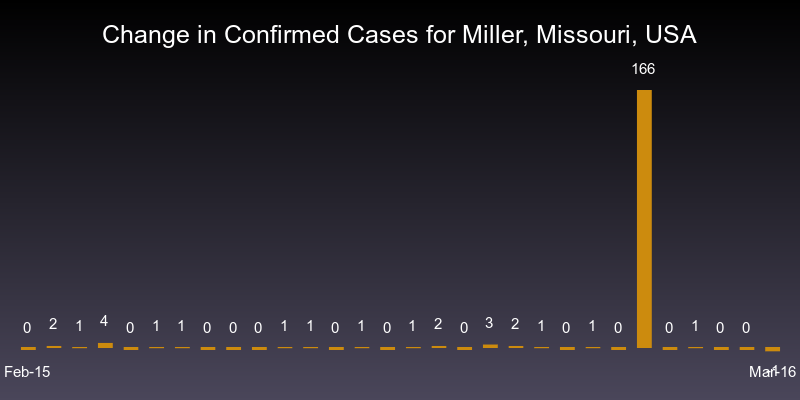 Change in Confirmed Cases for Miller, Missouri, USA
166
0 2 1 4 0 1 1 0 0 0 1 1 0 1 0 1 2 0 3 2 1 0 1 0 0 1 0 0
Feb-15 Mar-16